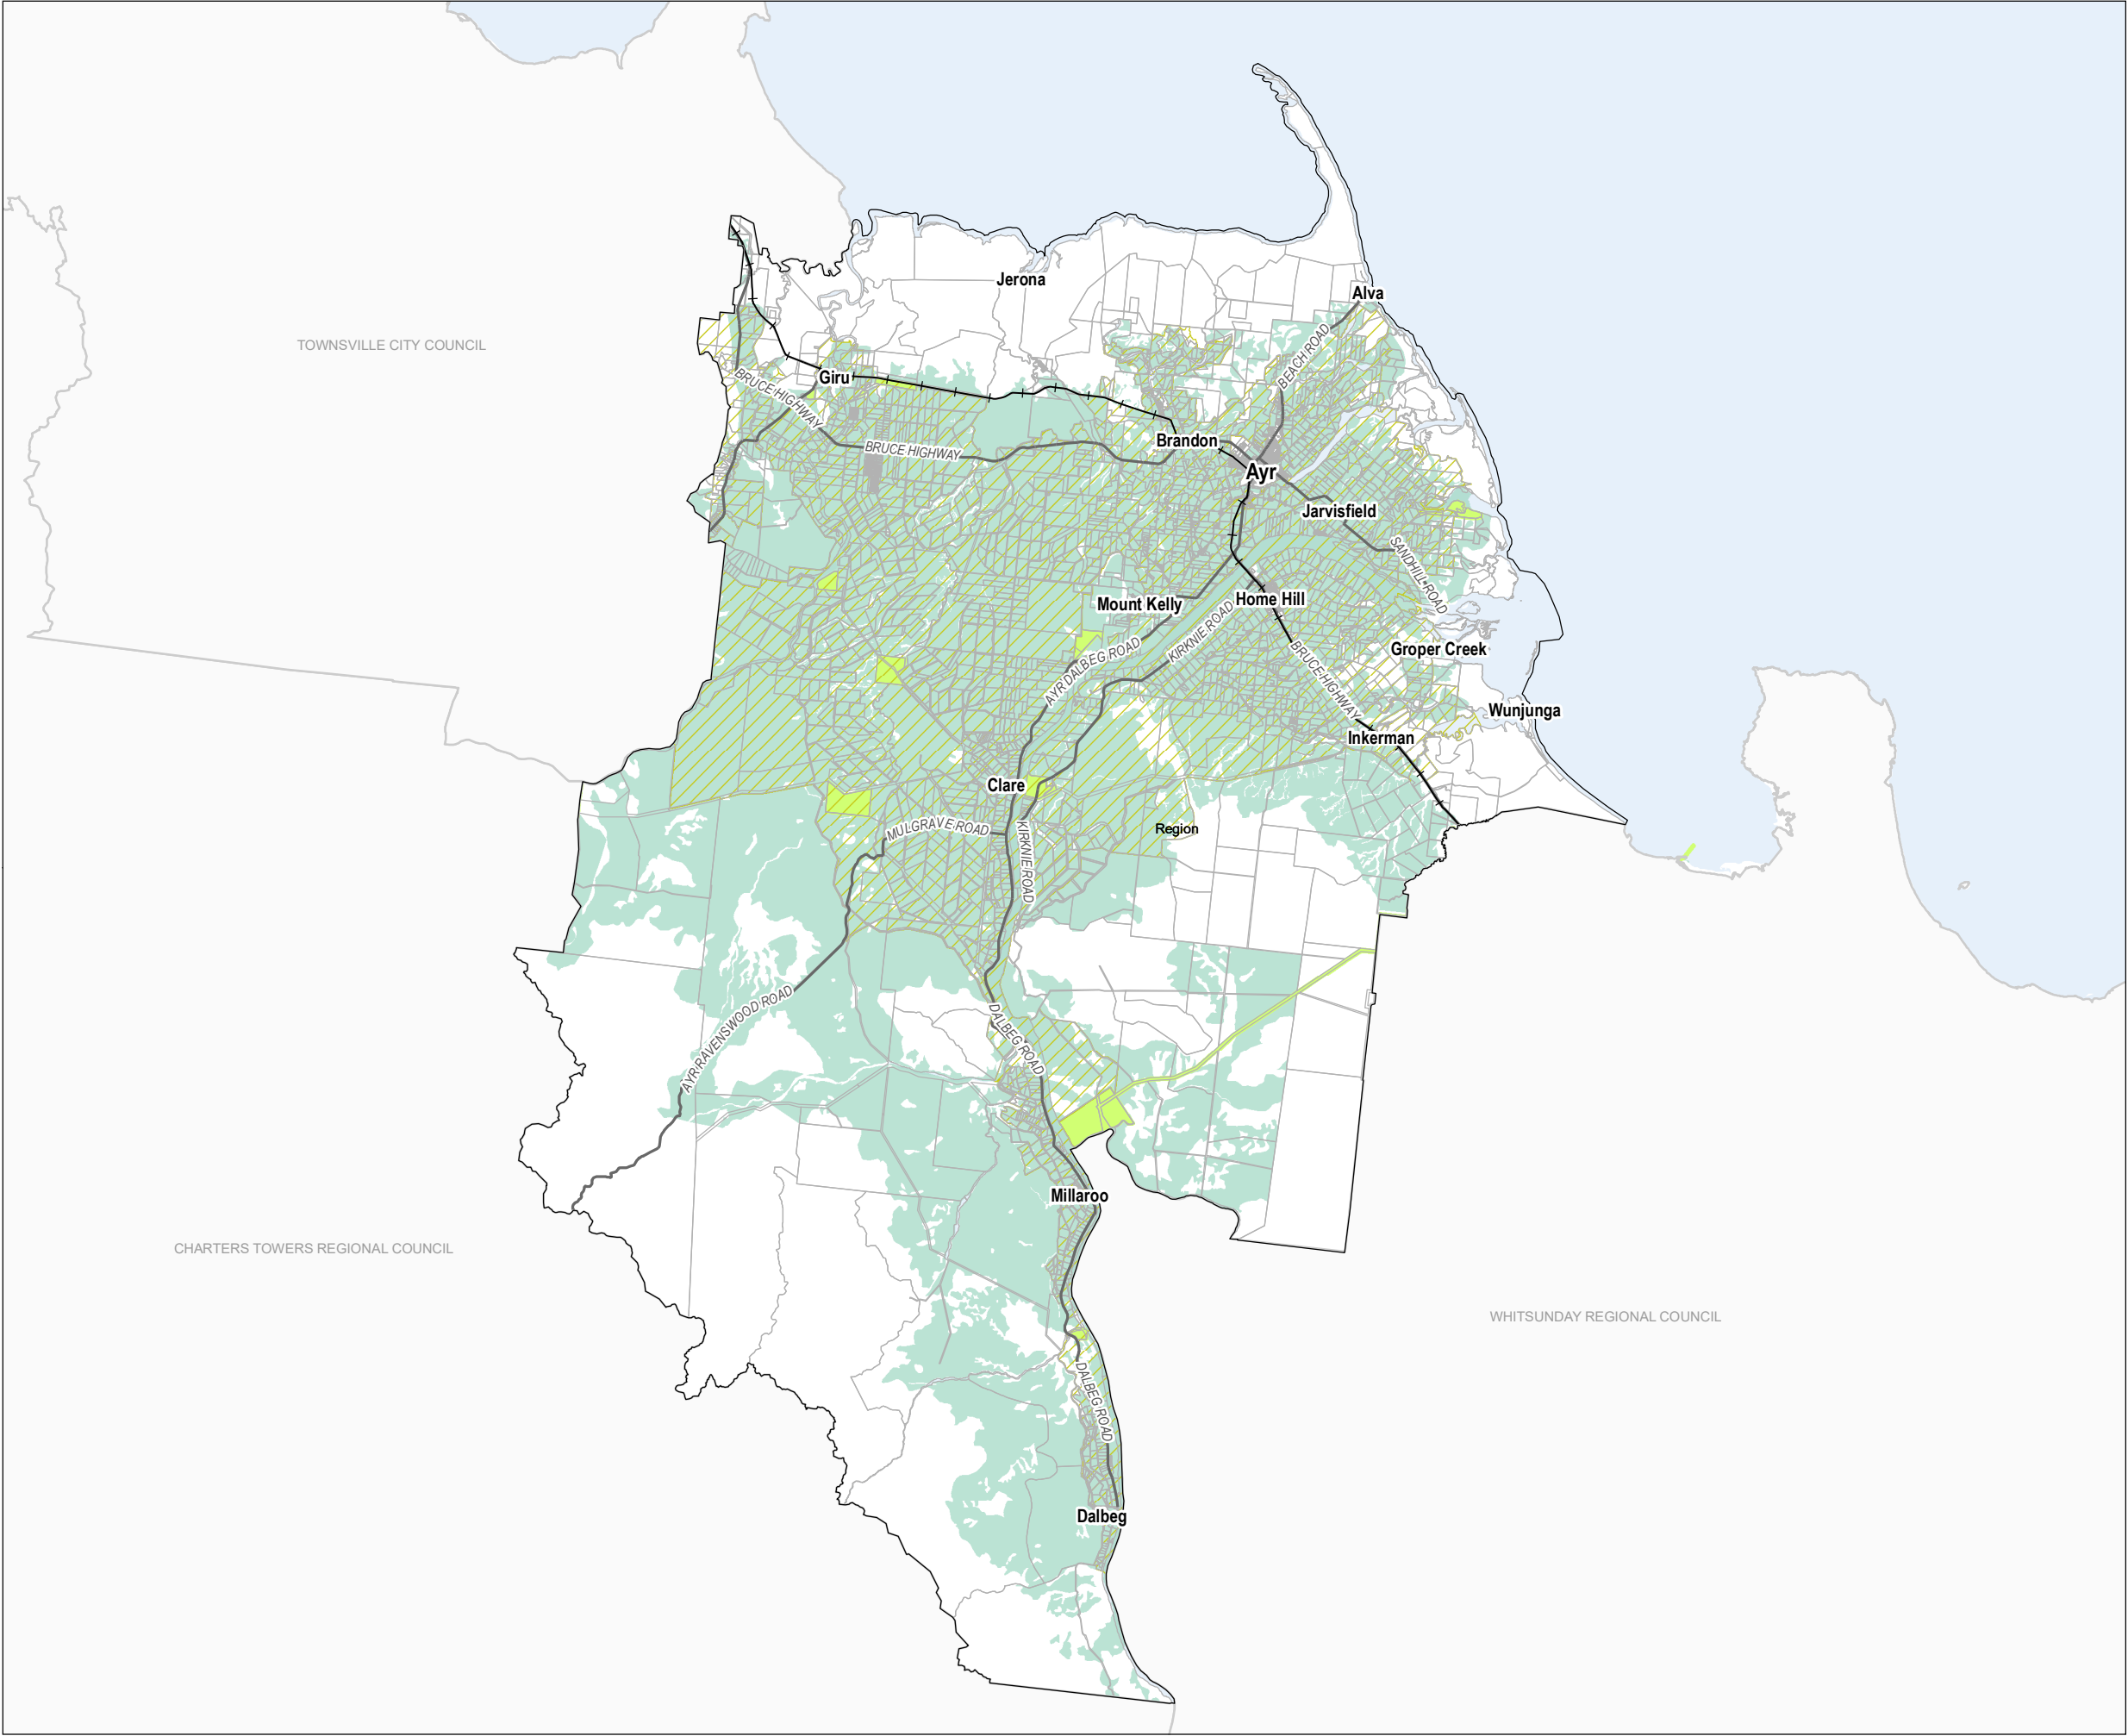 Jerona
Alva
TOWNSVILLE CITY COUNCIL
BEACH ROAD
Giru
BRUCE HIGHWAY
BRUCE HIGHWAY
Brandon
Ayr
Jarvisfield
SANDHILL ROAD
Mount Kelly
Home Hill
KIRKNIE ROAD
Groper Creek
AYR DALBEG ROAD
BRUCE HIGHWAY
Wunjunga
Inkerman
Clare
MULGRAVE ROAD
Region
KIRKNIE ROAD
AYR RAVENSWOOD ROAD
DALBEG ROAD
Millaroo
CHARTERS TOWERS REGIONAL COUNCIL
WHITSUNDAY REGIONAL COUNCIL
DALBEG ROAD
Dalbeg